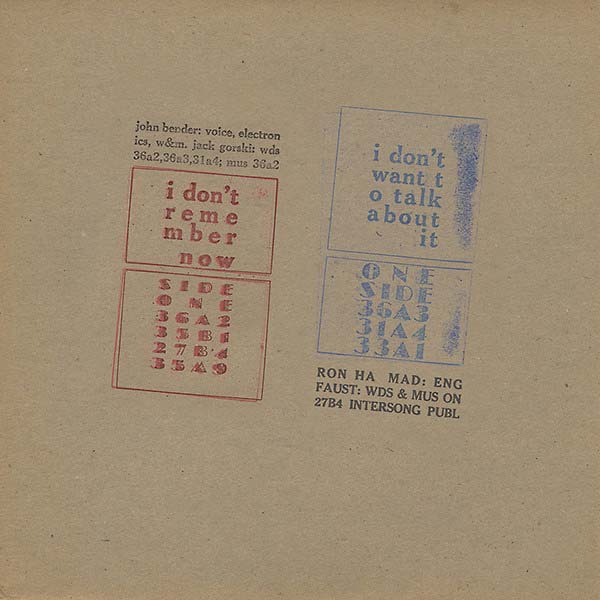 john bender: voice, electron
ics, w&m. jack gorski: wds
36a2,36a3,31a4; mus 36a2
i don't
reme
mber
now
SIDE
ONE
36A2
35B1
27B4
35A9
i don't
want t
o talk
about
it
ONE
SIDE
36A3
31A4
33A1
RON HA MAD: ENG
FAUST: WDS & MUS ON
27B4 INTERSONG PUBL